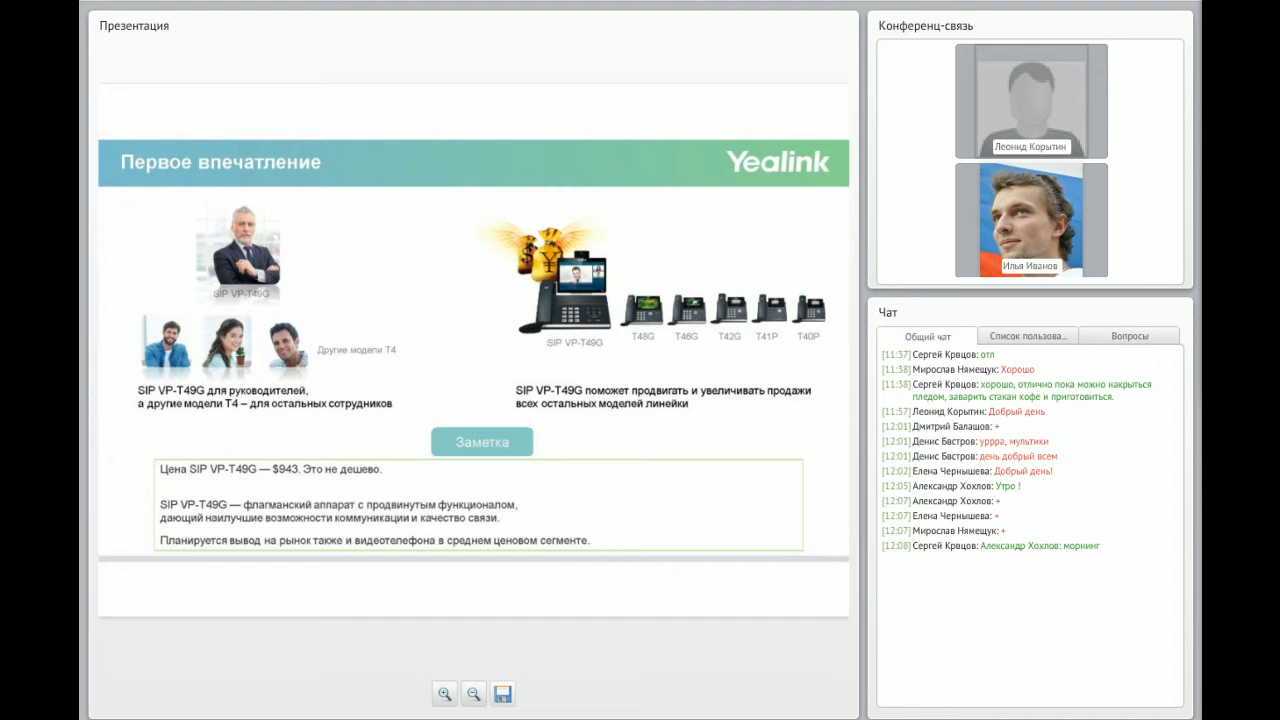 Презентация
Первое впечатление
Yealink
SIP VP-T49G
Другие модели T4
SIP VP-T49G для руководителей,
а другие модели T4 – для остальных сотрудников
$ ¥
SIP VP-T49G
T48G
T46G
T42G
T41P
T40P
SIP VP-T49G поможет продвигать и увеличивать продажи
всех остальных моделей линейки
Заметка
Цена SIP VP-T49G — $943. Это не дешево.
SIP VP-T49G — флагманский аппарат с продвинутым функционалом,
дающий наилучшие возможности коммуникации и качество связи.
Планируется вывод на рынок также и видеотелефона в среднем ценовом сегменте.
Конференц-связь
Леонид Корытин
Илья Иванов
Чат
Общий чат
Список пользова...
Вопросы
[11:37] Сергей Крвцов: отл
[11:38] Мирослав Нямещук: Хорошо
[11:38] Сергей Крвцов: хорошо, отлично пока можно накрыться
пледом, заварить стакан кофе и приготовиться.
[11:57] Леонид Корытин: Добрый день
[12:01] Дмитрий Балашов: +
[12:01] Денис Бвстров: уррра, мультики
[12:01] Денис Бвстров: день добрый всем
[12:02] Елена Чернышева: Добрый день!
[12:05] Александр Хохлов: Утро !
[12:07] Александр Хохлов: +
[12:07] Елена Чернышева: +
[12:07] Мирослав Нямещук: +
[12:08] Сергей Крвцов: Александр Хохлов: морнинг